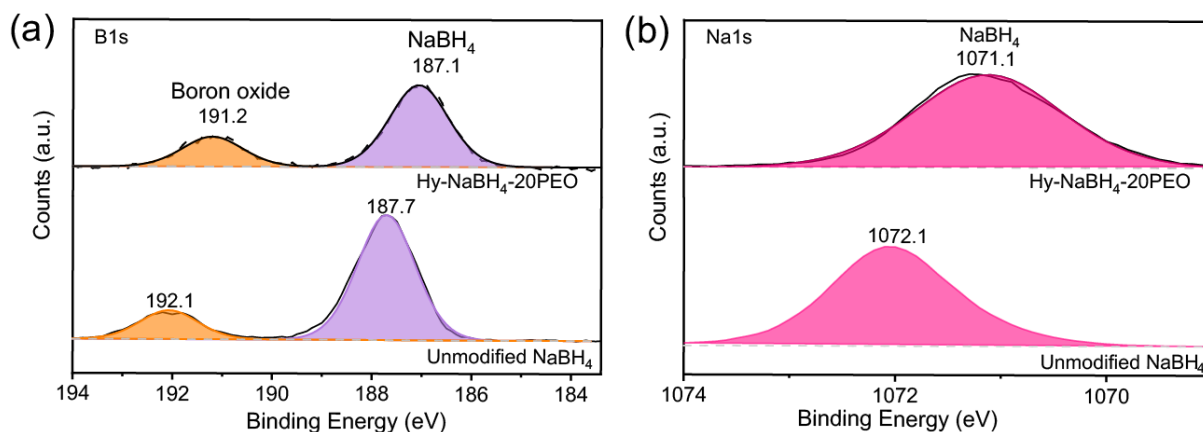 (a)
B1s
NaBH4
187.1
Boron oxide
191.2
Hy-NaBH4-20PEO
187.7
192.1
Unmodified NaBH4
Counts (a.u.)
194 192 190 188 186 184
Binding Energy (eV)
(b)
Na1s
NaBH4
1071.1
Hy-NaBH4-20PEO
1072.1
Unmodified NaBH4
Counts (a.u.)
1074 1072 1070
Binding Energy (eV)